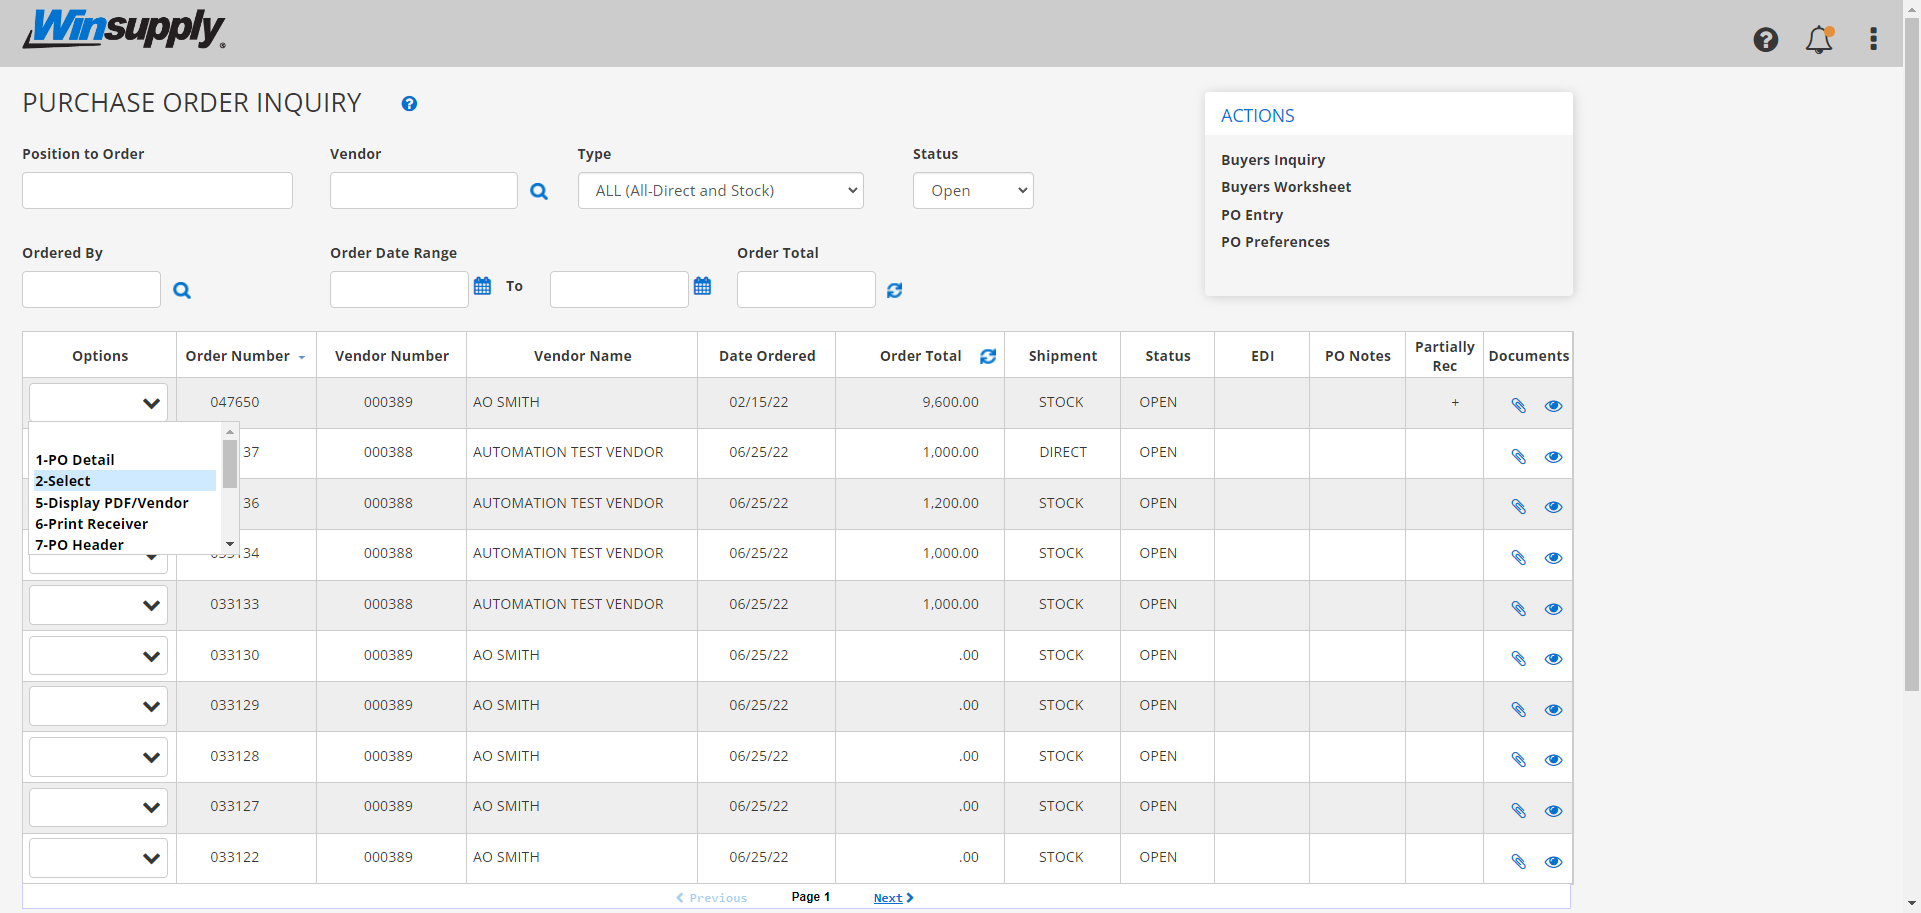 Winsupply
PURCHASE ORDER INQUIRY
ACTIONS
Buyers Inquiry
Buyers Worksheet
PO Entry
PO Preferences
Position to Order Vendor Type Status
ALL (All-Direct and Stock) Open
Ordered By Order Date Range Order Total
To
Options Order Number Vendor Number Vendor Name Date Ordered Order Total Shipment Status EDI PO Notes Partially Rec Documents
047650 000389 AO SMITH 02/15/22 9,600.00 STOCK OPEN +
37 000388 AUTOMATION TEST VENDOR 06/25/22 1,000.00 DIRECT OPEN
1-PO Detail
2-Select
5-Display PDF/Vendor
6-Print Receiver
7-PO Header
36 000388 AUTOMATION TEST VENDOR 06/25/22 1,200.00 STOCK OPEN
033134 000388 AUTOMATION TEST VENDOR 06/25/22 1,000.00 STOCK OPEN
033133 000388 AUTOMATION TEST VENDOR 06/25/22 1,000.00 STOCK OPEN
033130 000389 AO SMITH 06/25/22 .00 STOCK OPEN
033129 000389 AO SMITH 06/25/22 .00 STOCK OPEN
033128 000389 AO SMITH 06/25/22 .00 STOCK OPEN
033127 000389 AO SMITH 06/25/22 .00 STOCK OPEN
033122 000389 AO SMITH 06/25/22 .00 STOCK OPEN
Previous Page 1 Next